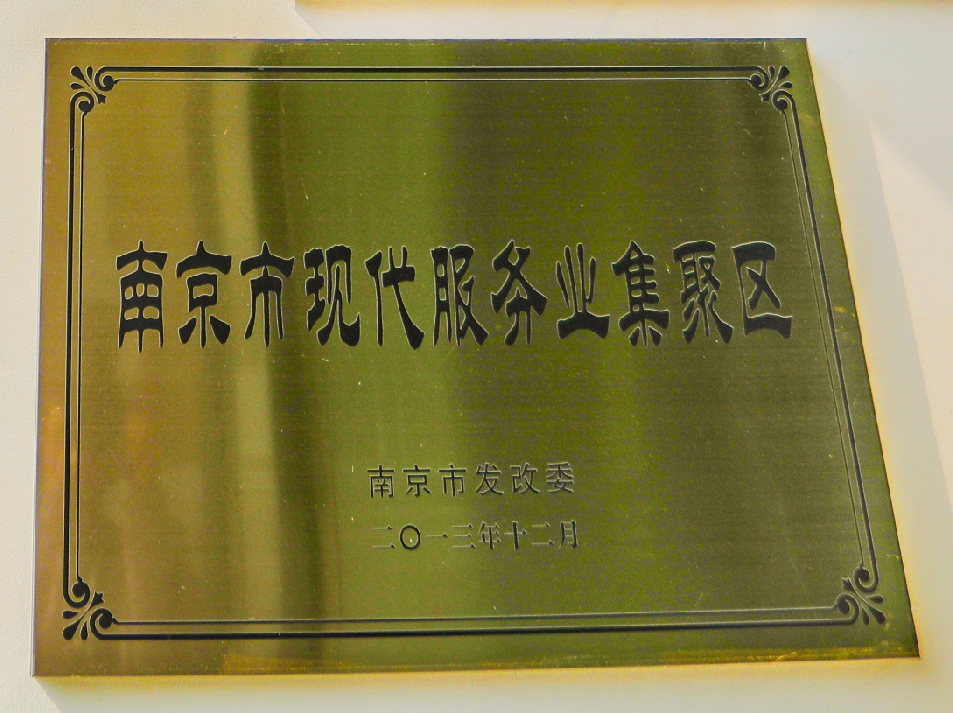 南京市现代服务业集聚区
南京市发改委
二〇一三年十二月